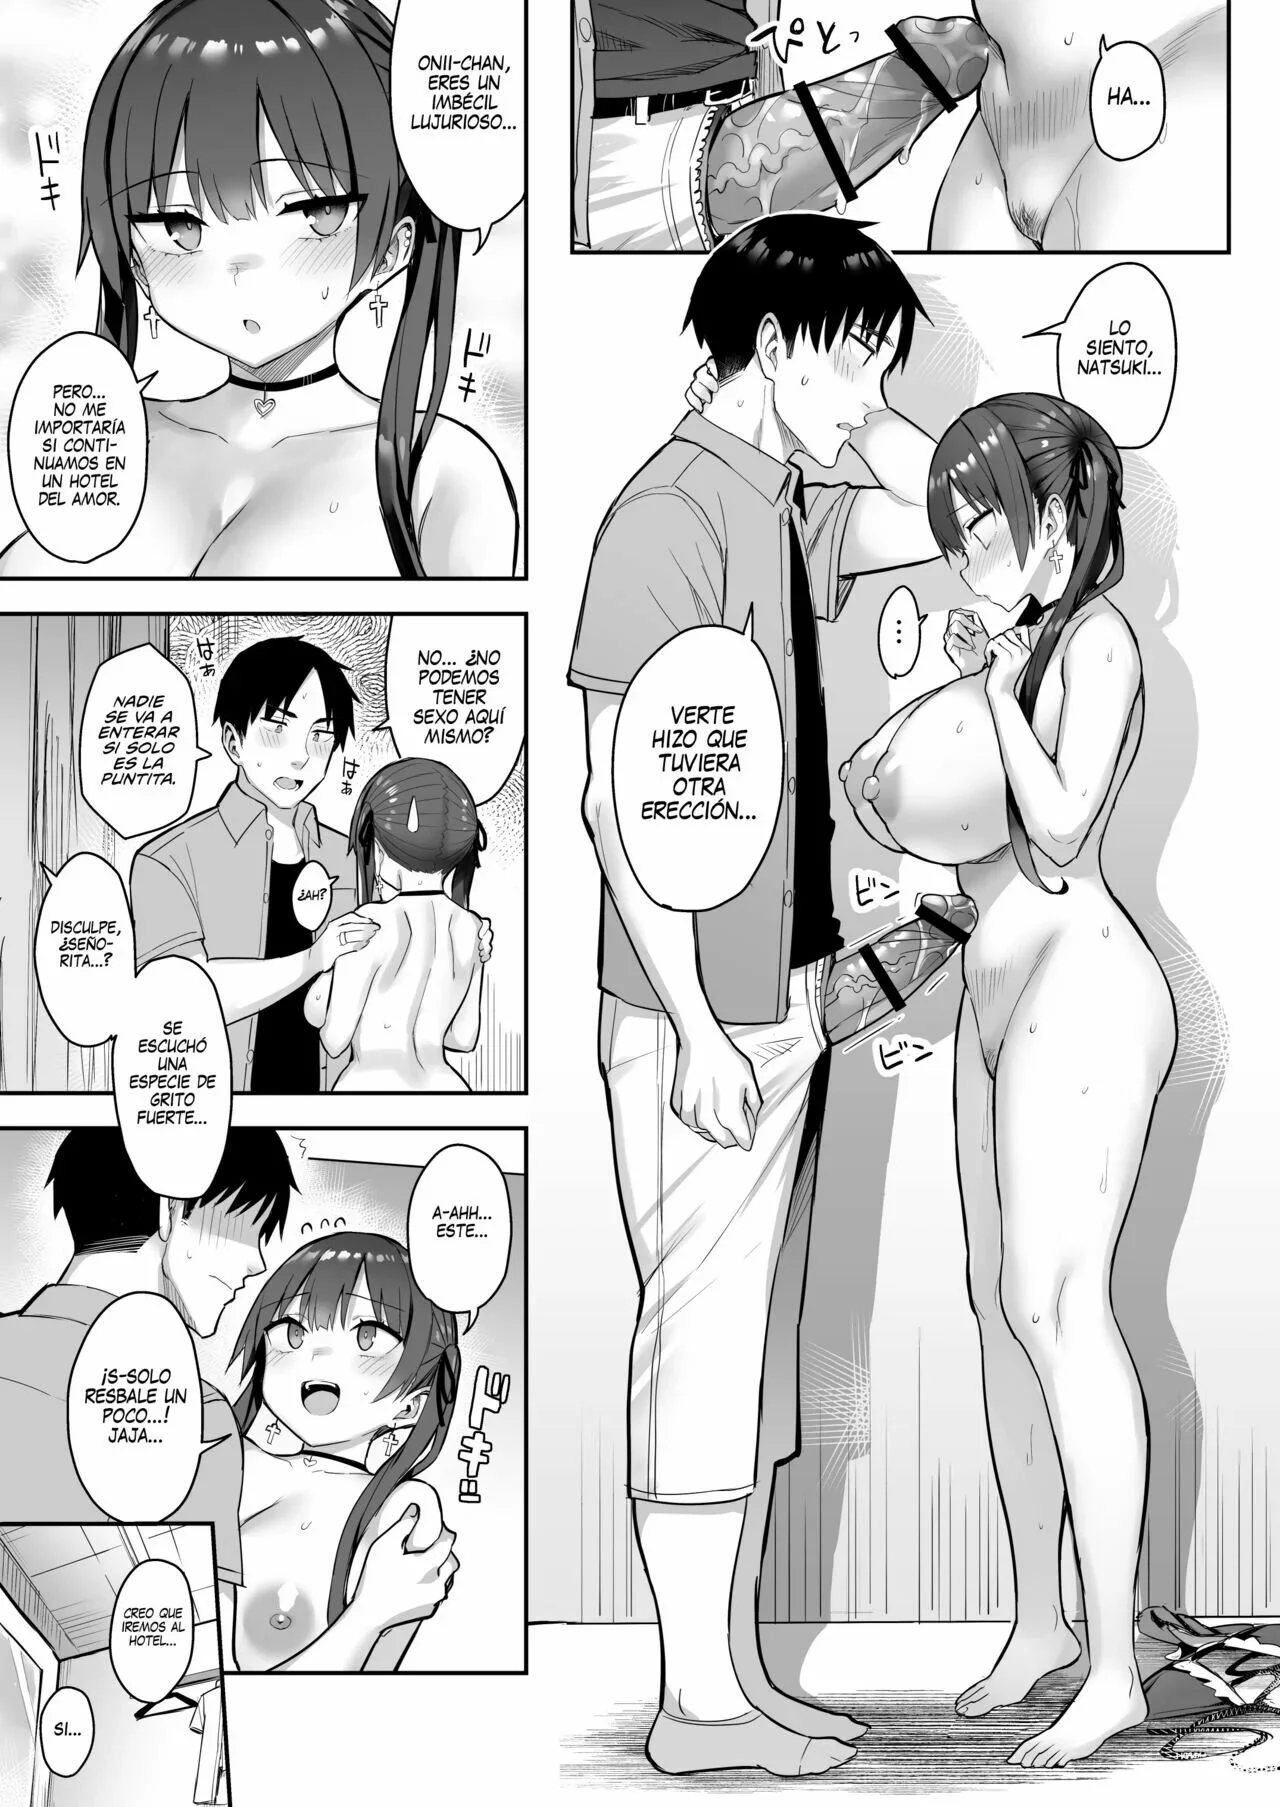 ぴとっ
HA...
LO
SIENTO,
NATSUKI...
...
VERTE
HIZO QUE
TUVIERA
OTRA
ERECCIÓN...
ビンッ
ビンッ
ONII-CHAN,
ERES UN
IMBÉCIL
LUJURIOSO...
ドキ
ドキ
PERO...
NO ME
IMPORTARÍA
SI CONTI-
NUAMOS EN
UN HOTEL
DEL AMOR.
NO... ¿NO
PODEMOS
TENER
SEXO AQUÍ
MISMO?
はぁ
はぁ
NADIE
SE VA A
ENTERAR
SI SOLO
ES LA
PUNTITA.
¿AH?
DISCULPE,
¿SEÑO-
RITA...?
SE
ESCUCHÓ
UNA
ESPECIE DE
GRITO
FUERTE...
A-AHH...
ESTE...
¡S-SOLO
RESBALE UN
POCO...!
JAJA...
ドキ
CREO QUE
IREMOS AL
HOTEL...
SI...